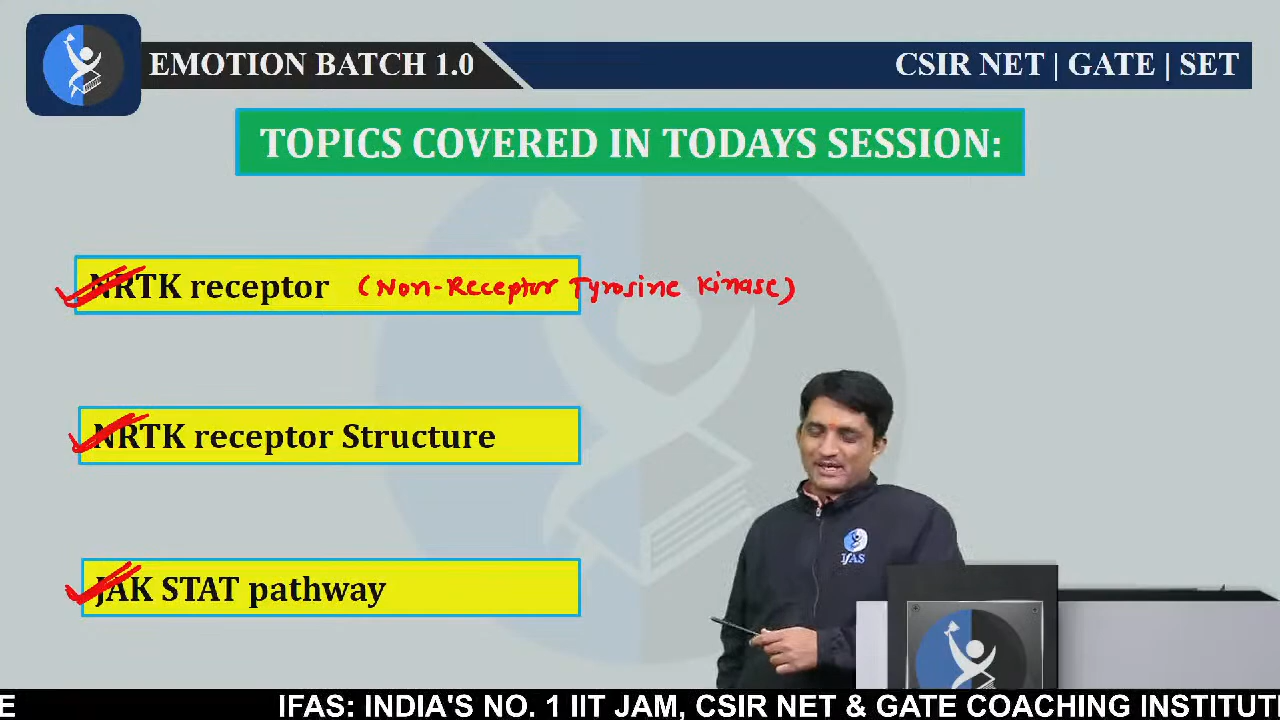 EMOTION BATCH 1.0
CSIR NET | GATE | SET
TOPICS COVERED IN TODAYS SESSION:
NRTK receptor (Non-Receptor Tyrosine Kinase)
NRTK receptor Structure
JAK STAT pathway
IFAS
E IFAS: INDIA'S NO. 1 IIT JAM, CSIR NET & GATE COACHING INSTITUT